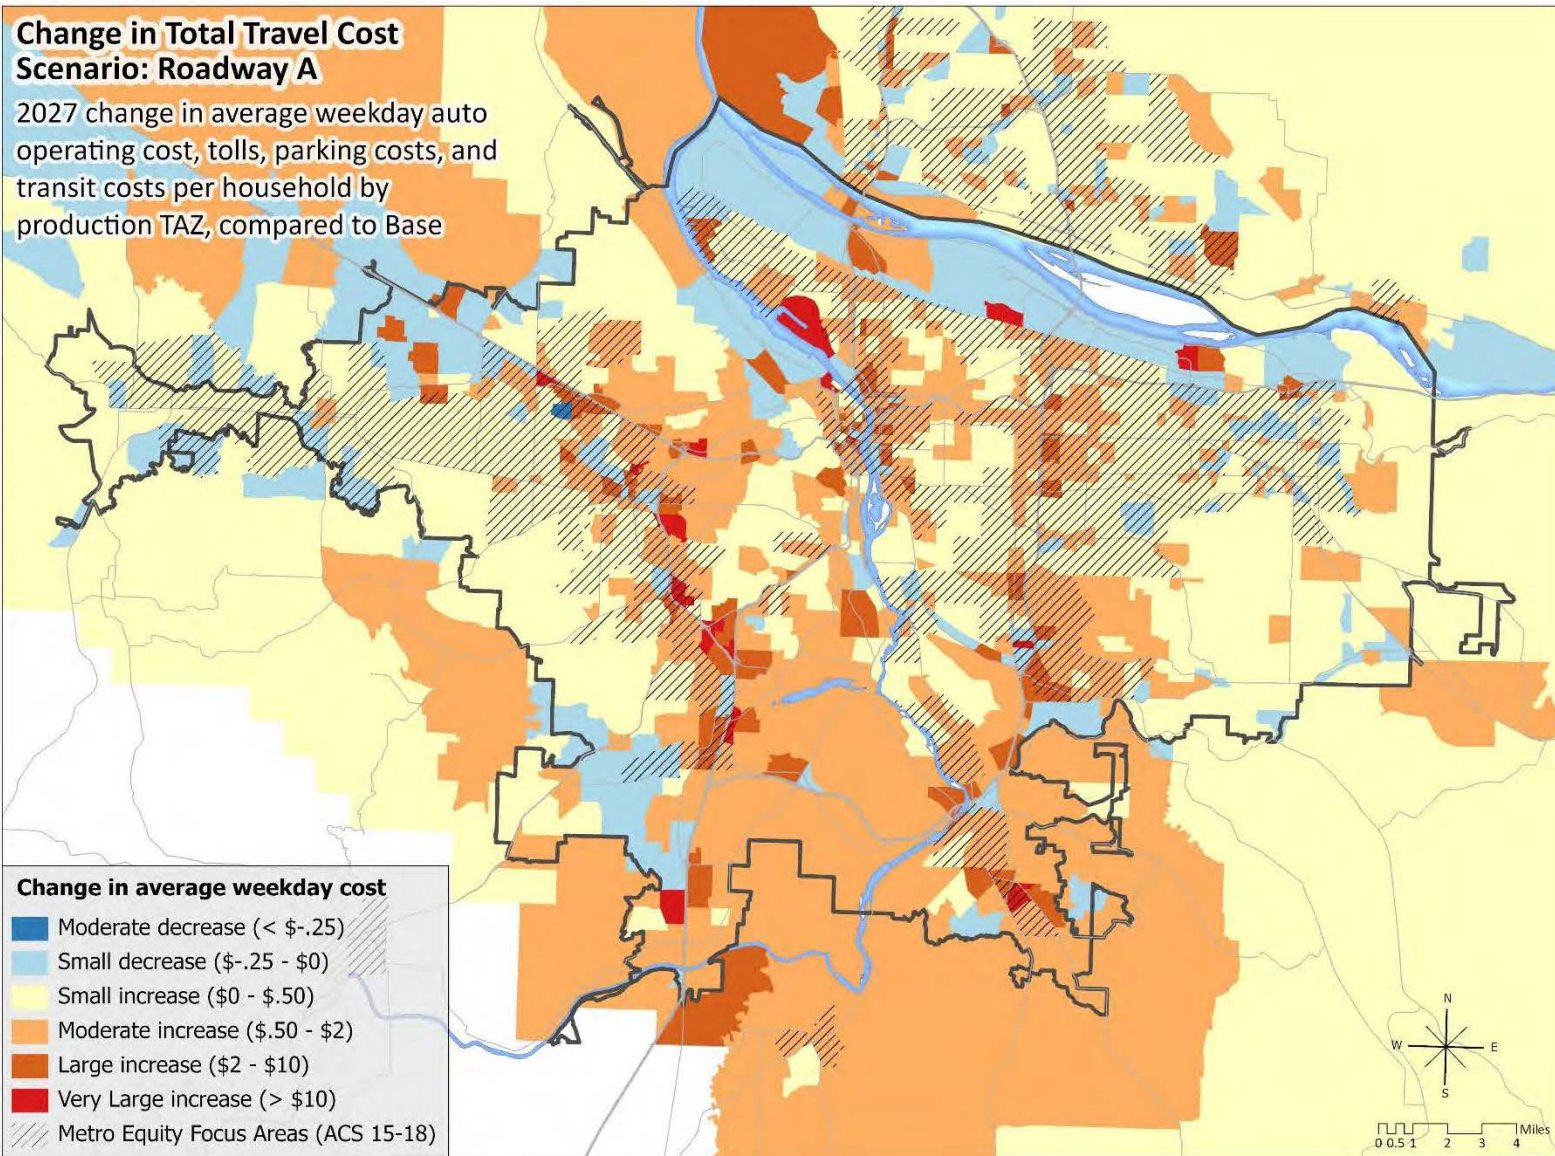 Change in Total Travel Cost
Scenario: Roadway A
2027 change in average weekday auto
operating cost, tolls, parking costs, and
transit costs per household by
production TAZ, compared to Base
Change in average weekday cost
Moderate decrease (< $-.25)
Small decrease ($-.25 - $0)
Small increase ($0 - $.50)
Moderate increase ($.50 - $2)
Large increase ($2 - $10)
Very Large increase (> $10)
Metro Equity Focus Areas (ACS 15-18)
N
W E
S
Miles
0 0.5 1 2 3 4